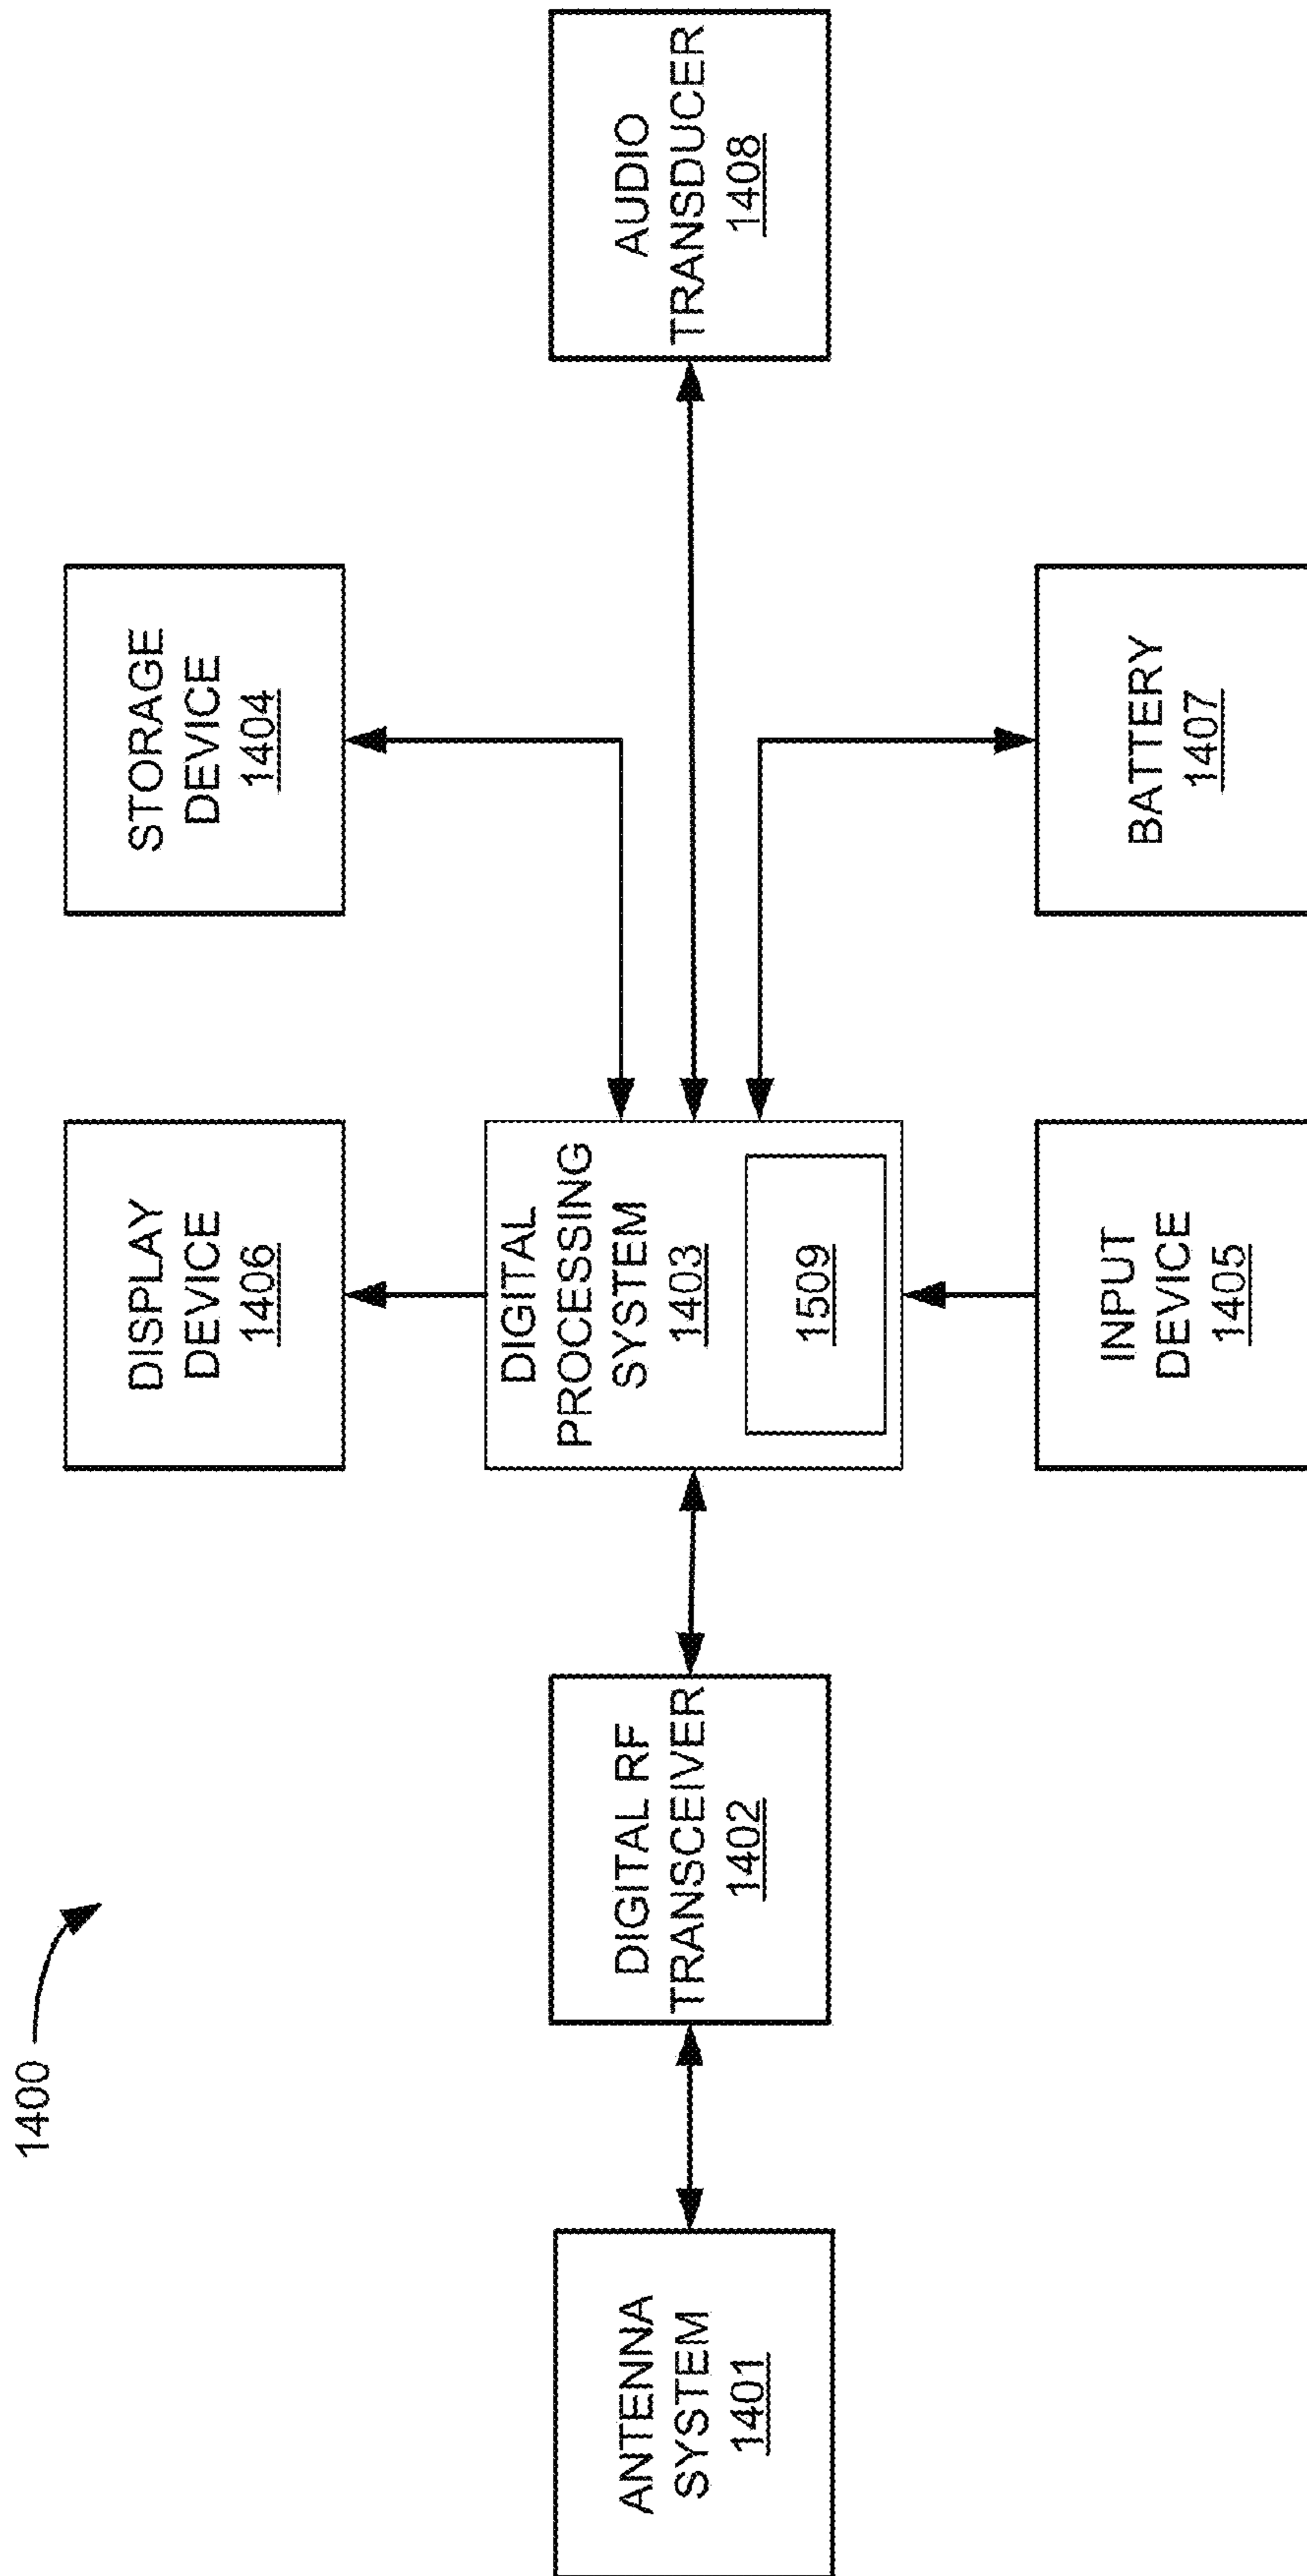 1400
DISPLAY
DEVICE
1406
STORAGE
DEVICE
1404
ANTENNA
SYSTEM
1401
DIGITAL RF
TRANSCEIVER
1402
DIGITAL
PROCESSING
SYSTEM
1403
1509
AUDIO
TRANSDUCER
1408
INPUT
DEVICE
1405
BATTERY
1407